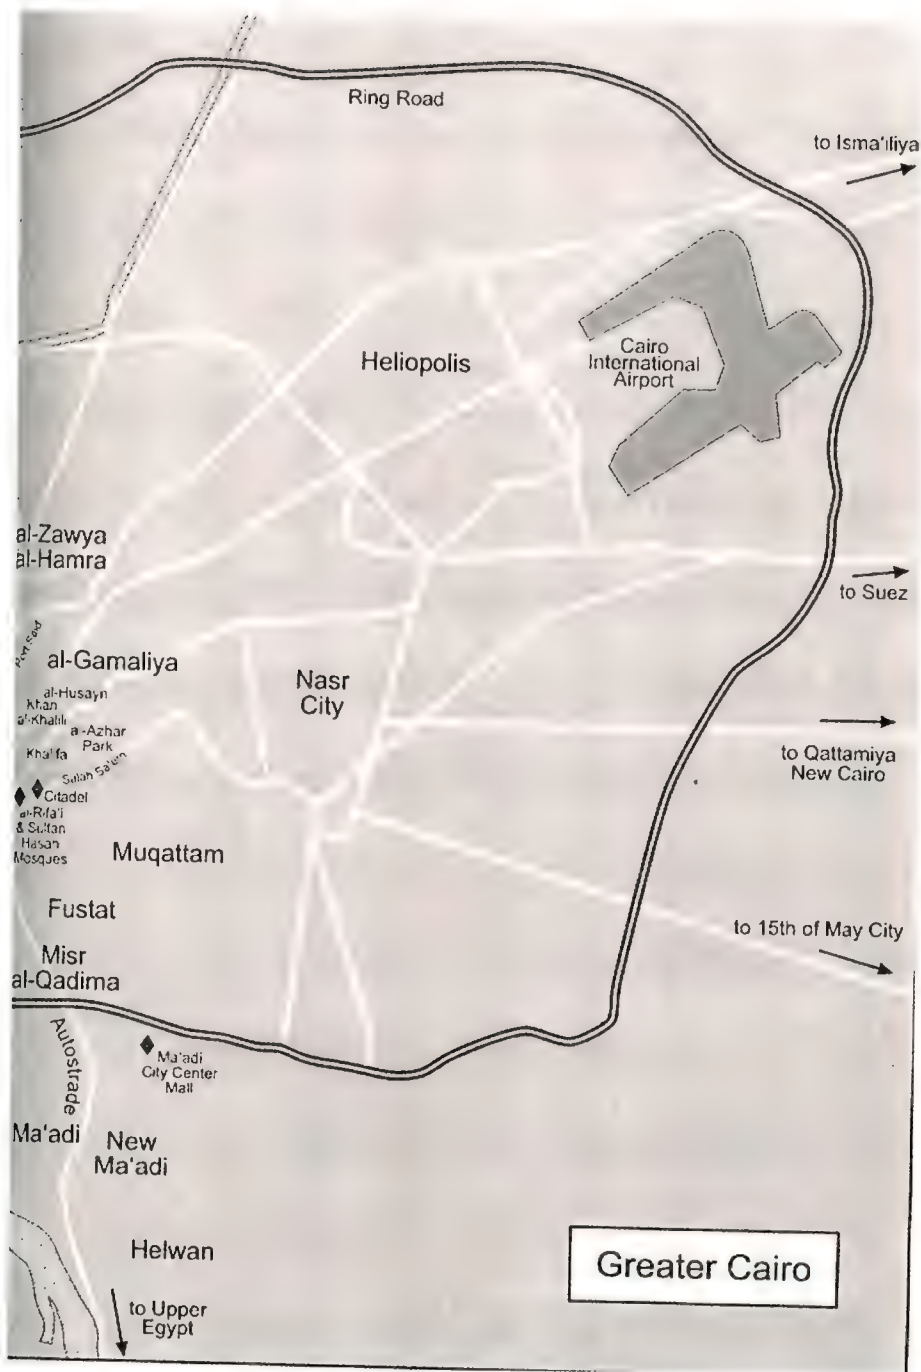 Ring Road
to Isma'iliya
Heliopolis
Cairo
International
Airport
al-Zawya
al-Hamra
to Suez
Port Said
al-Gamaliya
al-Husayn
Khan
al-Khalili
al-Azhar
Park
Khalifa
Salah Salem
Citadel
al-Rifa'i
& Sultan
Hasan
Mosques
Nasr
City
to Qattamiya
New Cairo
Muqattam
Fustat
Misr
al-Qadima
to 15th of May City
Autostrade
Ma'adi
City Center
Mall
Ma'adi
New
Ma'adi
Helwan
to Upper
Egypt
Greater Cairo